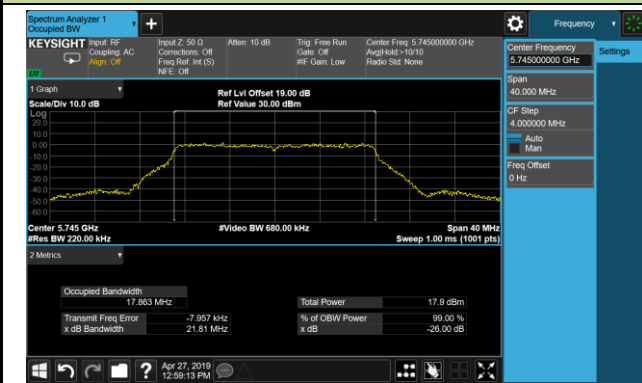 Spectrum Analyzer 1
Occupied BW
+
Frequency
KEYSIGHT
Input: RF
Coupling: AC
Align: Off
Input Z: 50 Ω
Corrections: Off
Freq Ref: Int (S)
NFE: Off
Atten: 10 dB
Trig: Free Run
Gate: Off
#IF Gain: Low
Center Freq: 5.745000000 GHz
Avg|Hold:>10/10
Radio Std: None
1 Graph
Scale/Div 10.0 dB
Ref Lvl Offset 19.00 dB
Ref Value 30.00 dBm
Log
20.0
10.0
0.00
-10.0
-20.0
-30.0
-40.0
-50.0
-60.0
Center 5.745 GHz
#Res BW 220.00 kHz
#Video BW 680.00 kHz
Span 40 MHz
Sweep 1.00 ms (1001 pts)
2 Metrics
Occupied Bandwidth
17.863 MHz
Transmit Freq Error
-7.957 kHz
x dB Bandwidth
21.81 MHz
Total Power
17.9 dBm
% of OBW Power
99.00 %
x dB
-26.00 dB
Center Frequency
5.745000000 GHz
Span
40.000 MHz
CF Step
4.000000 MHz
Auto
Man
Freq Offset
0 Hz
Settings
?
Apr 27, 2019
12:59:13 PM